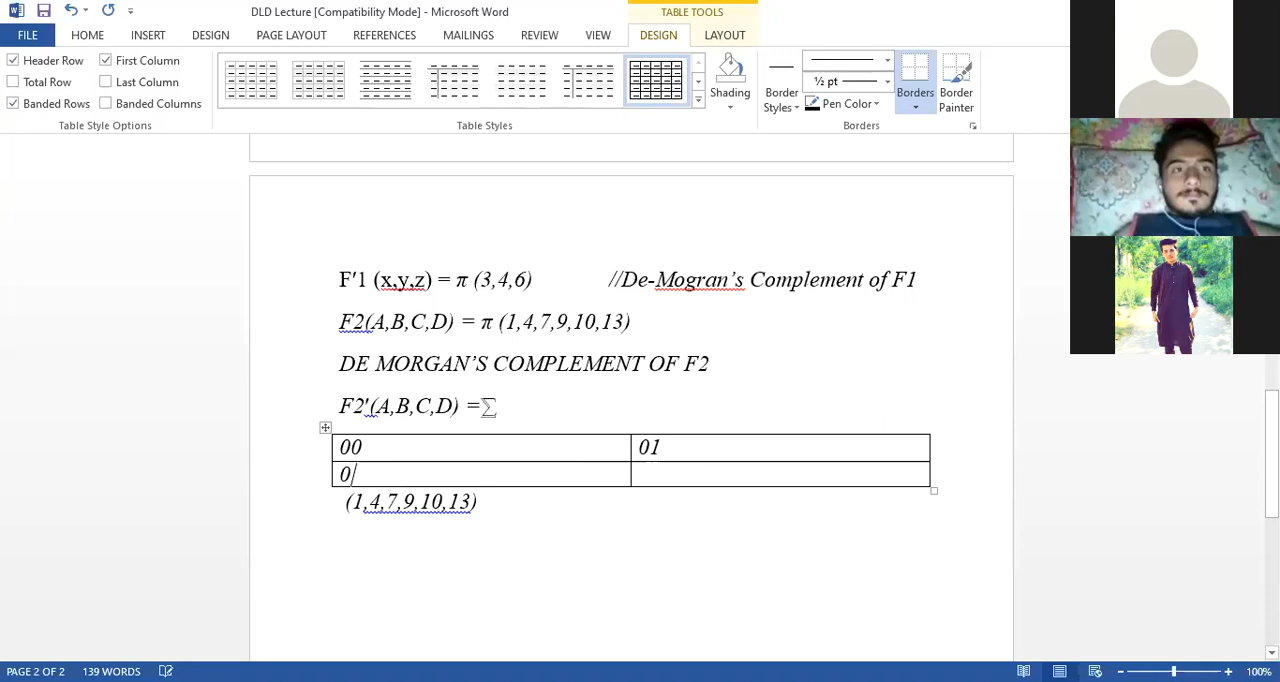 DLD Lecture [Compatibility Mode] - Microsoft Word
TABLE TOOLS
FILE HOME INSERT DESIGN PAGE LAYOUT REFERENCES MAILINGS REVIEW VIEW DESIGN LAYOUT
Header Row First Column
Total Row Last Column
Banded Rows Banded Columns
Table Style Options
Table Styles
Shading
Border Styles
½ pt
Pen Color
Borders
Border Painter
Borders
F'1 (x,y,z) = π (3,4,6) //De-Mogran's Complement of F1
F2(A,B,C,D) = π (1,4,7,9,10,13)
DE MORGAN'S COMPLEMENT OF F2
F2'(A,B,C,D) =∑
00 01
0
(1,4,7,9,10,13)
PAGE 2 OF 2 139 WORDS 100%